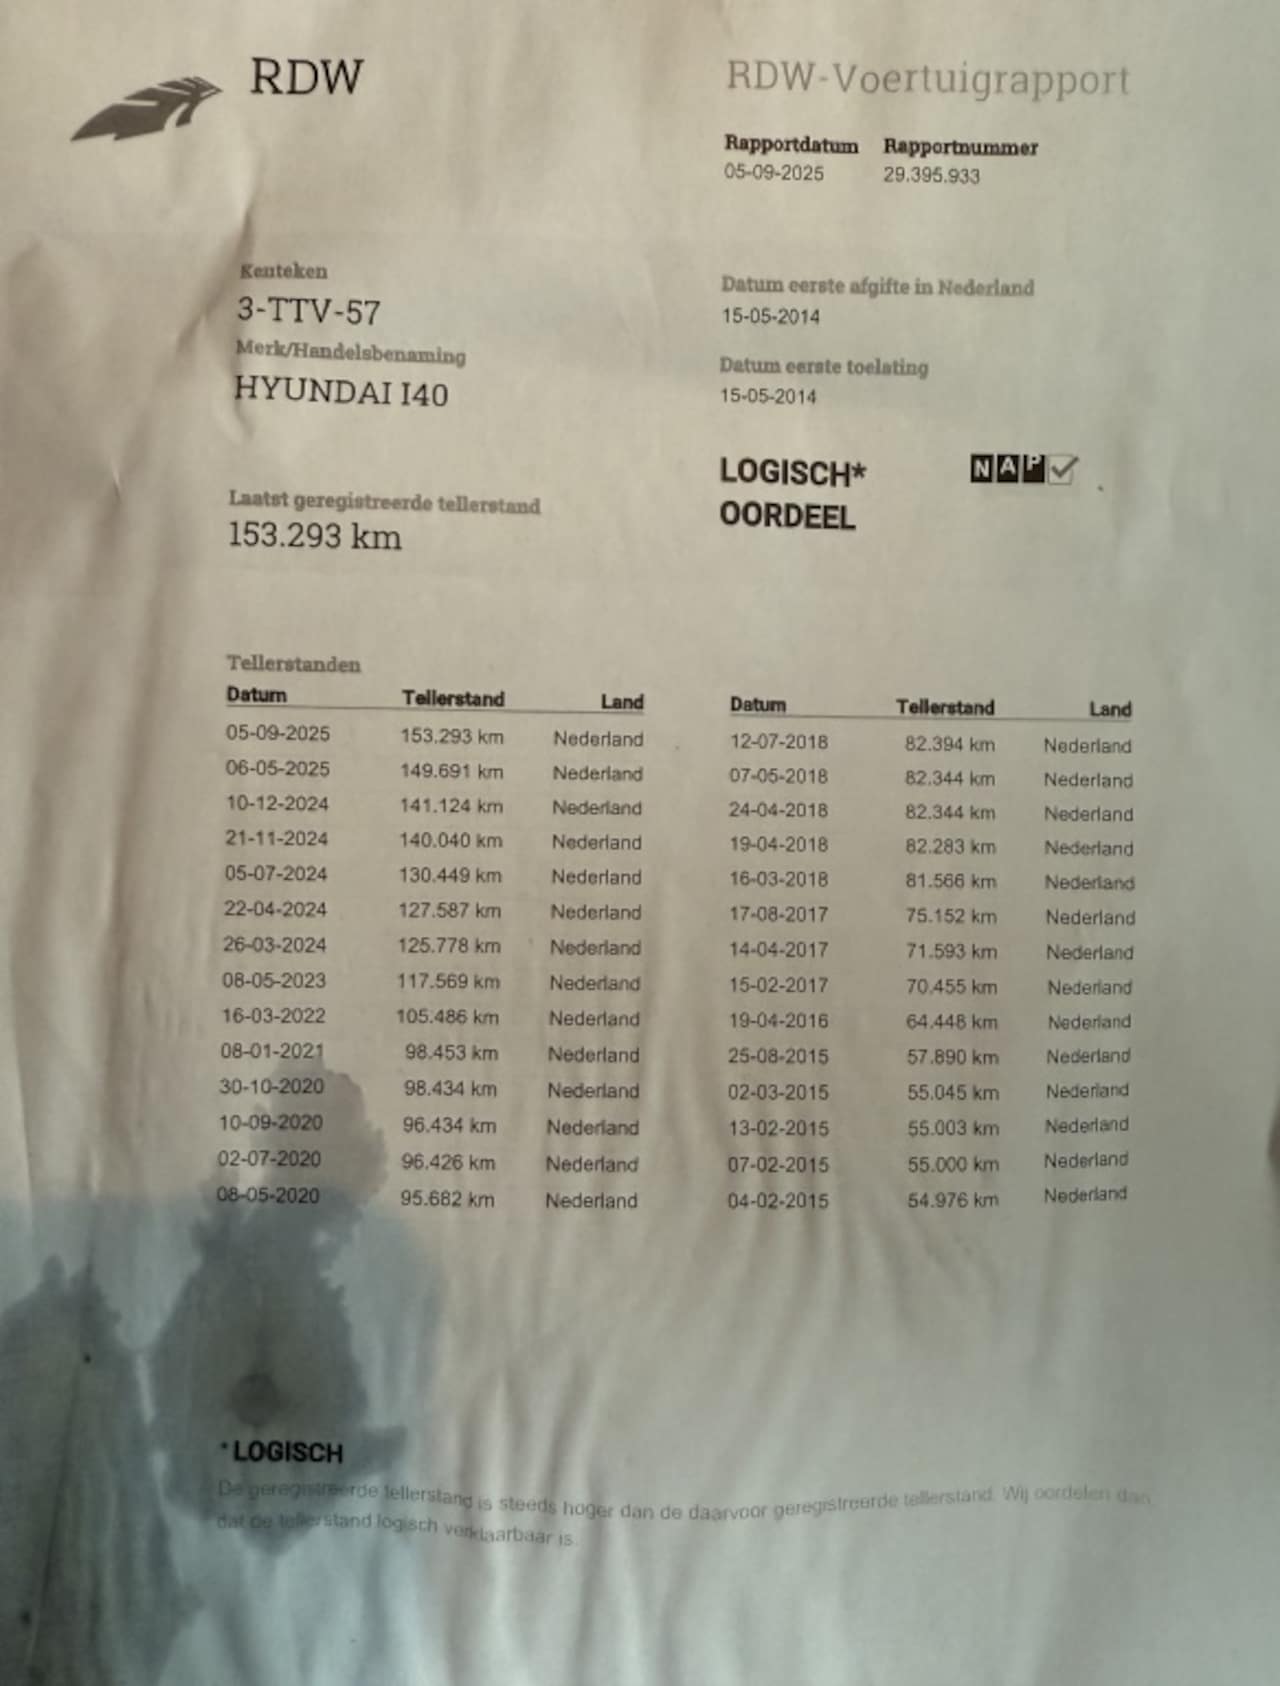 RDW
RDW-Voertuigrapport
Rapportdatum Rapportnummer
05-09-2025 29.395.933
Kenteken
3-TTV-57
Merk/Handelsbenaming
HYUNDAI I40
Datum eerste afgifte in Nederland
15-05-2014
Datum eerste toelating
15-05-2014
Laatst geregistreerde tellerstand
153.293 km
LOGISCH*
OORDEEL
NAP
Tellerstanden
Datum Tellerstand Land
05-09-2025 153.293 km Nederland
06-05-2025 149.691 km Nederland
10-12-2024 141.124 km Nederland
21-11-2024 140.040 km Nederland
05-07-2024 130.449 km Nederland
22-04-2024 127.587 km Nederland
26-03-2024 125.778 km Nederland
08-05-2023 117.569 km Nederland
16-03-2022 105.486 km Nederland
08-01-2021 98.453 km Nederland
30-10-2020 98.434 km Nederland
10-09-2020 96.434 km Nederland
02-07-2020 96.426 km Nederland
08-05-2020 95.682 km Nederland
Datum Tellerstand Land
12-07-2018 82.394 km Nederland
07-05-2018 82.344 km Nederland
24-04-2018 82.344 km Nederland
19-04-2018 82.283 km Nederland
16-03-2018 81.566 km Nederland
17-08-2017 75.152 km Nederland
14-04-2017 71.593 km Nederland
15-02-2017 70.455 km Nederland
19-04-2016 64.448 km Nederland
25-08-2015 57.890 km Nederland
02-03-2015 55.045 km Nederland
13-02-2015 55.003 km Nederland
07-02-2015 55.000 km Nederland
04-02-2015 54.976 km Nederland
*LOGISCH
De geregistreerde tellerstand is steeds hoger dan de daarvoor geregistreerde tellerstand. Wij oordelen dan
dat de tellerstand logisch verklaarbaar is.